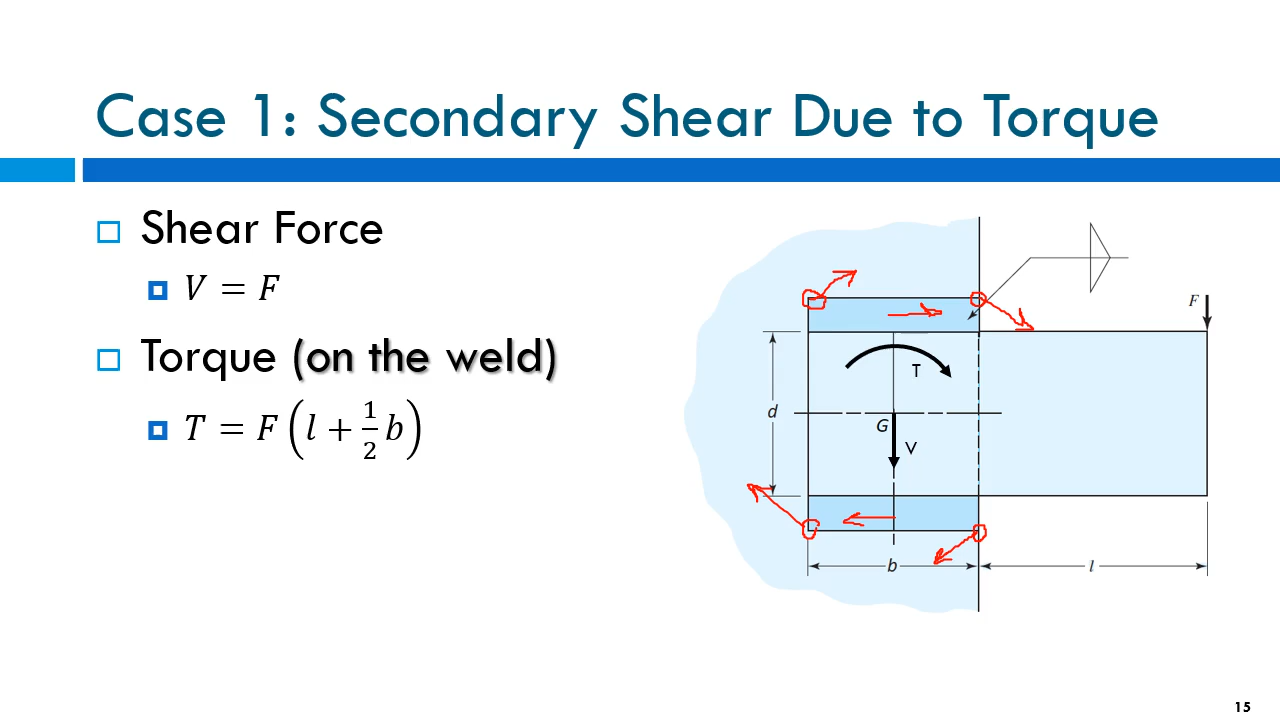 Case 1: Secondary Shear Due to Torque
Shear Force
V = F
Torque (on the weld)
T = F(l + 1/2 b)
F
T
d
G
V
b
l
15